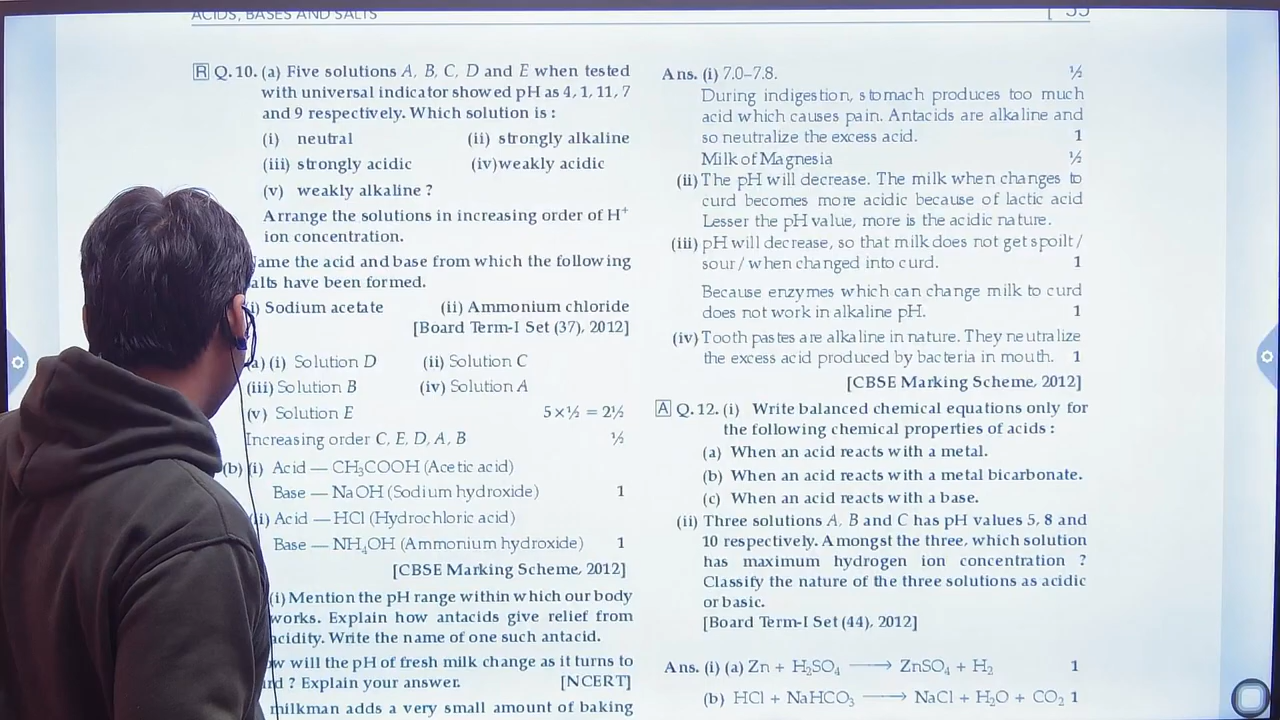 ACIDS, BASES AND SALTS
[ 55
R Q. 10. (a) Five solutions A, B, C, D and E when tested
with universal indicator showed pH as 4, 1, 11, 7
and 9 respectively. Which solution is :
(i) neutral (ii) strongly alkaline
(iii) strongly acidic (iv)weakly acidic
(v) weakly alkaline ?
Arrange the solutions in increasing order of H⁺
ion concentration.
ame the acid and base from which the following
alts have been formed.
i) Sodium acetate (ii) Ammonium chloride
[Board Term-I Set (37), 2012]
a) (i) Solution D (ii) Solution C
(iii) Solution B (iv) Solution A
(v) Solution E 5×½ = 2½
Increasing order C, E, D, A, B ½
(b) (i) Acid — CH₃COOH (Acetic acid)
Base — NaOH (Sodium hydroxide) 1
i) Acid — HCl (Hydrochloric acid)
Base — NH₄OH (Ammonium hydroxide) 1
[CBSE Marking Scheme, 2012]
(i) Mention the pH range within which our body
works. Explain how antacids give relief from
acidity. Write the name of one such antacid.
w will the pH of fresh milk change as it turns to
rd ? Explain your answer. [NCERT]
milkman adds a very small amount of baking
Ans. (i) 7.0–7.8. ½
During indigestion, stomach produces too much
acid which causes pain. Antacids are alkaline and
so neutralize the excess acid. 1
Milk of Magnesia ½
(ii) The pH will decrease. The milk when changes to
curd becomes more acidic because of lactic acid
Lesser the pH value, more is the acidic nature.
(iii) pH will decrease, so that milk does not get spoilt/
sour/when changed into curd. 1
Because enzymes which can change milk to curd
does not work in alkaline pH. 1
(iv) Tooth pastes are alkaline in nature. They neutralize
the excess acid produced by bacteria in mouth. 1
[CBSE Marking Scheme, 2012]
A Q. 12. (i) Write balanced chemical equations only for
the following chemical properties of acids :
(a) When an acid reacts with a metal.
(b) When an acid reacts with a metal bicarbonate.
(c) When an acid reacts with a base.
(ii) Three solutions A, B and C has pH values 5, 8 and
10 respectively. Amongst the three, which solution
has maximum hydrogen ion concentration ?
Classify the nature of the three solutions as acidic
or basic.
[Board Term-I Set (44), 2012]
Ans. (i) (a) Zn + H₂SO₄ ⟶ ZnSO₄ + H₂ 1
(b) HCl + NaHCO₃ ⟶ NaCl + H₂O + CO₂ 1